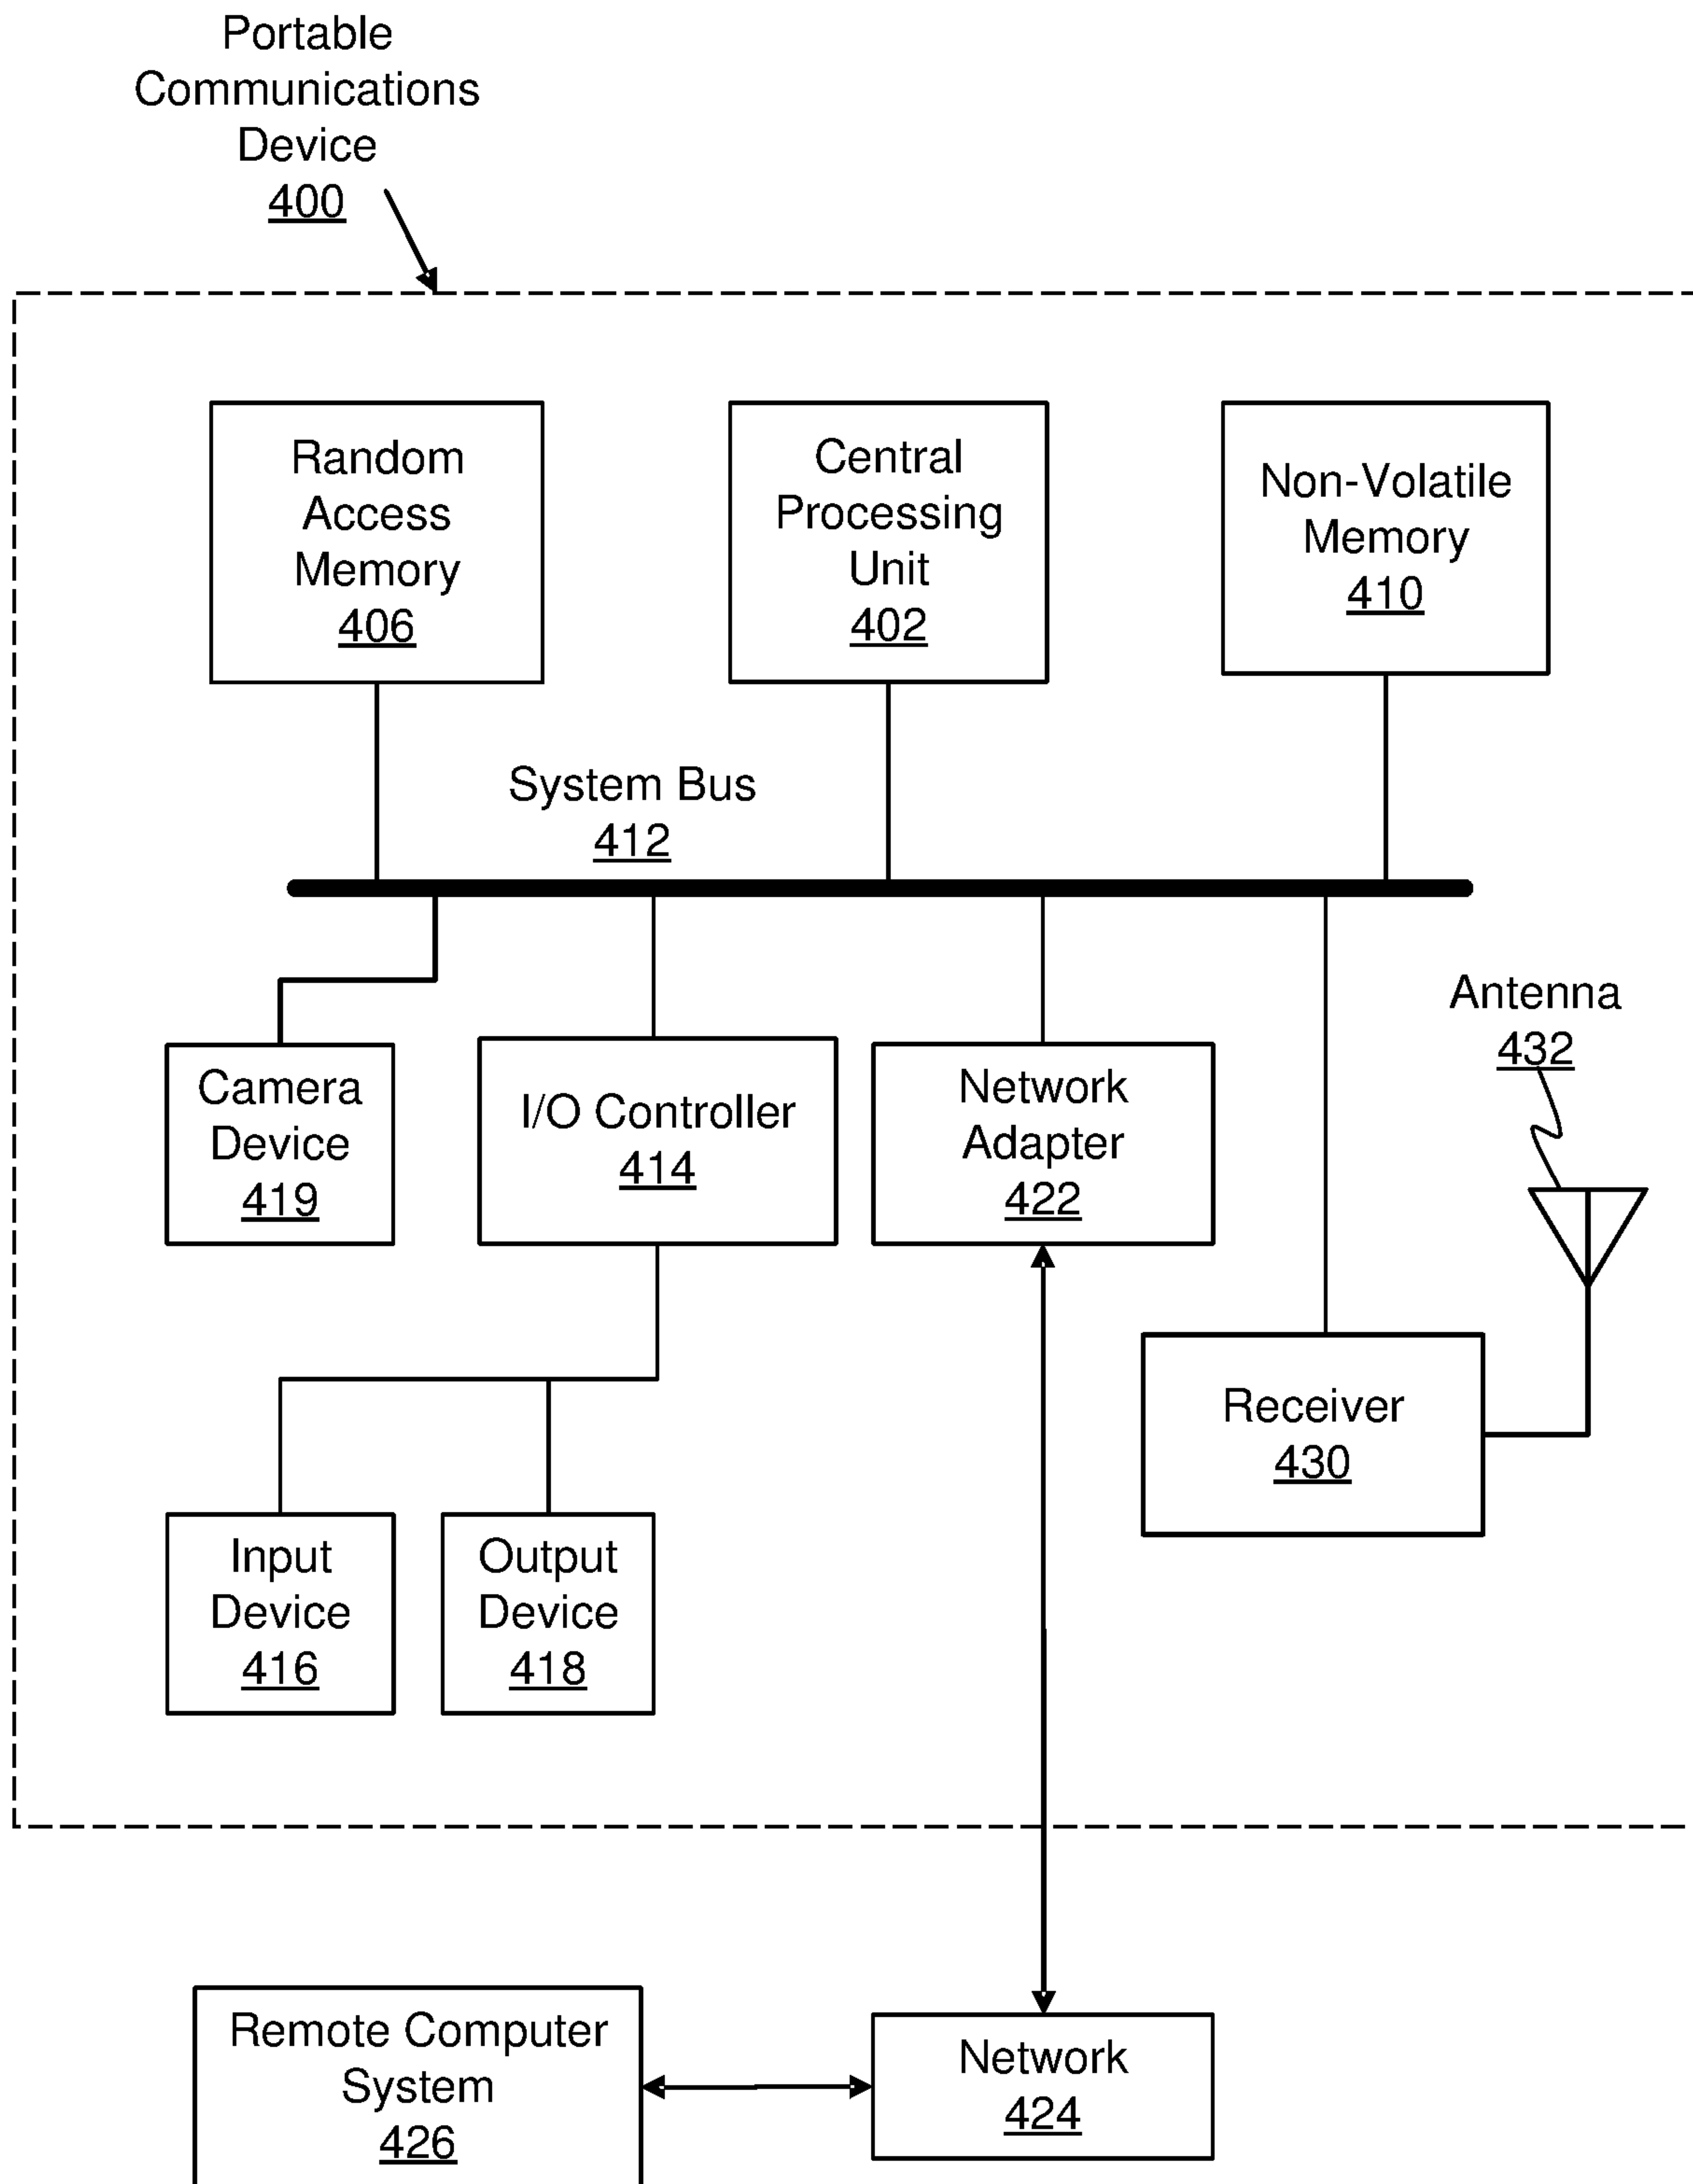 Portable
Communications
Device
400
Random
Access
Memory
406
Central
Processing
Unit
402
Non-Volatile
Memory
410
System Bus
412
Antenna
432
Camera
Device
419
I/O Controller
414
Network
Adapter
422
Receiver
430
Input
Device
416
Output
Device
418
Remote Computer
System
426
Network
424